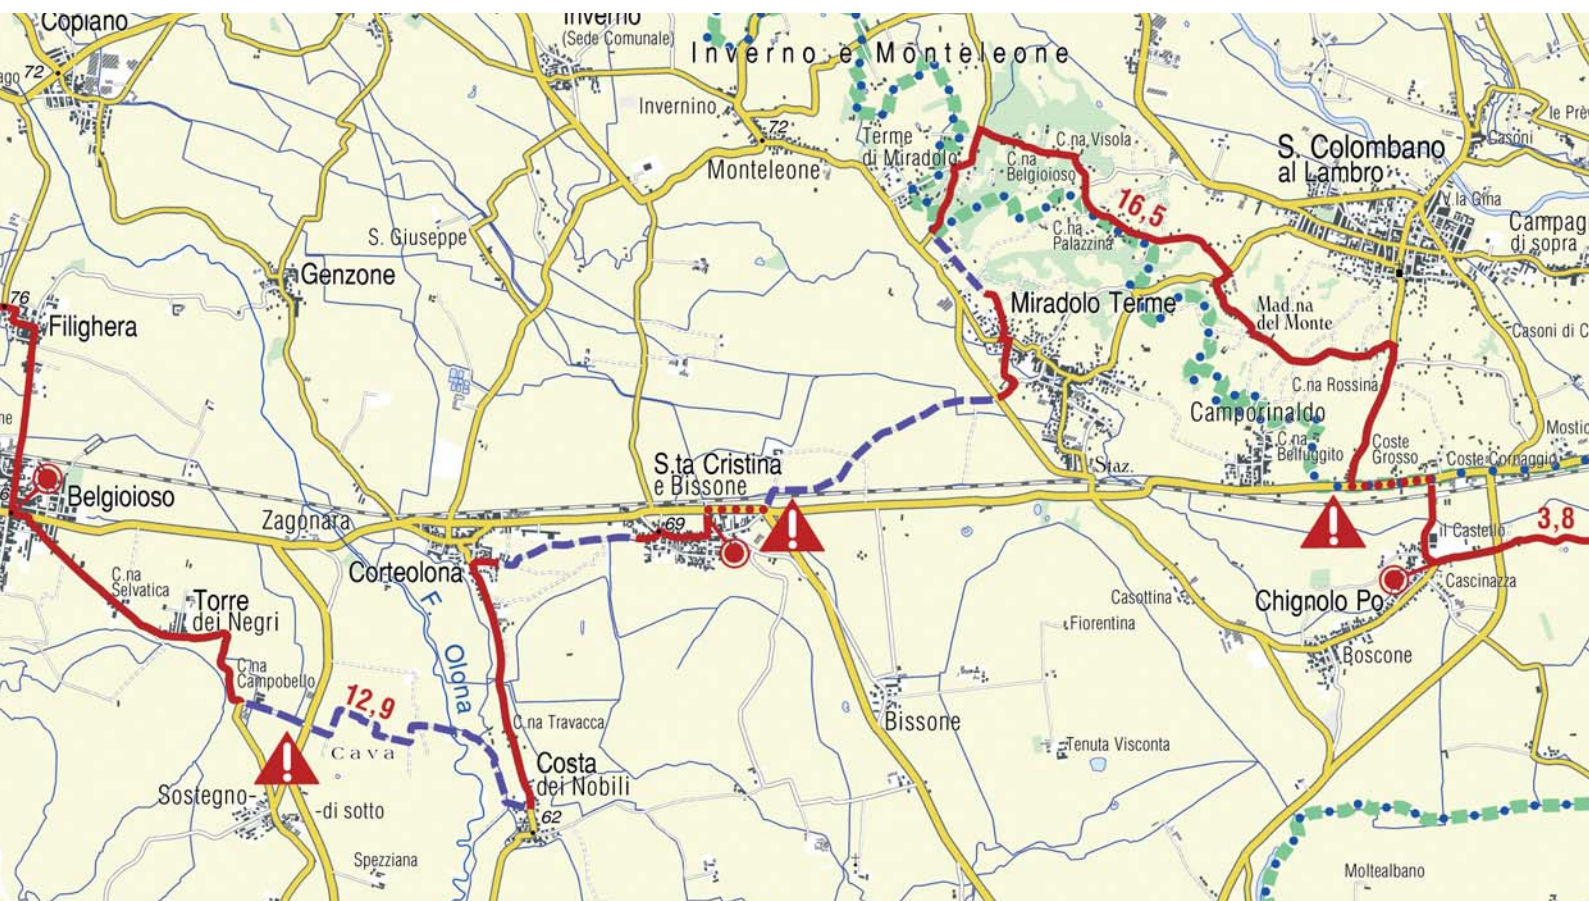 Copiano
Inverno
(Sede Comunale)
Inverno e Monteleone
72
le Prè
Invernino
72
Terme
di Miradolo
C.na Visola
Casoni
C.na
Belgioioso
S. Colombano
al Lambro
Monteleone
16,5
V.la Gina
S. Giuseppe
C.na
Palazzina
Campag
di sopra
Genzone
76
Filighera
Miradolo Terme
Mad.na
del Monte
Casoni di C
C.na Rossina
Camporinaldo
C.na
Belfuggito
Coste
Grosso
Mostic
Coste Cornaggio
S.ta Cristina
e Bissone
Staz.
Belgioioso
Zagonara
69
il Castello
3,8
Corteolona
C.na
Selvatica
Cascinazza
Casottina
Chignolo Po
Torre
dei Negri
F. Olona
Fiorentina
Boscone
C.na
Campobello
12,9
C.na Travacca
Bissone
Cava
Tenuta Visconta
Costa
dei Nobili
Sostegno-
-di sotto
62
Spezziana
Moltealbano